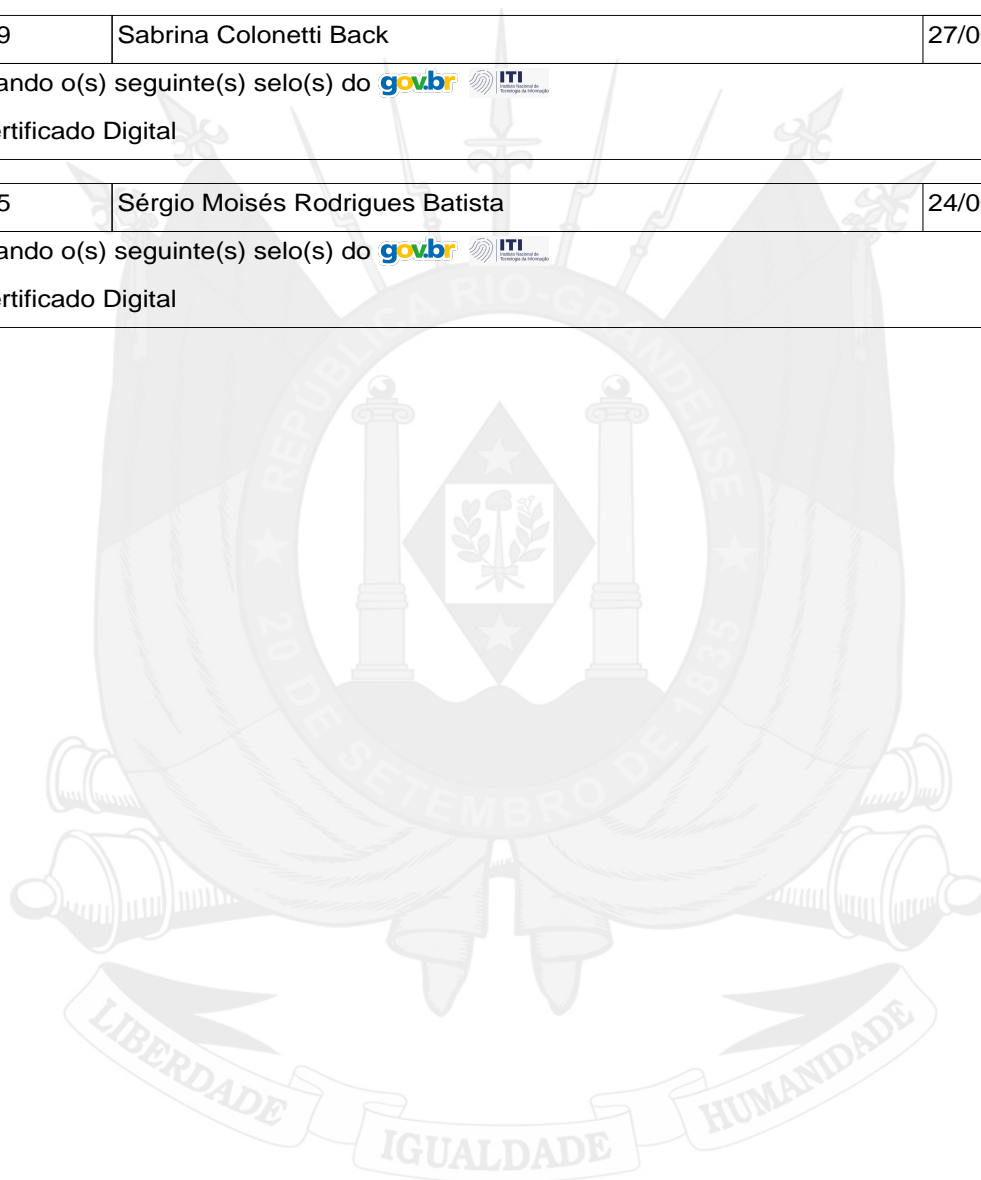 9 Sabrina Colonetti Back 27/0
ando o(s) seguinte(s) selo(s) do gov.br ITI
ertificado Digital
5 Sérgio Moisés Rodrigues Batista 24/0
ando o(s) seguinte(s) selo(s) do gov.br ITI
ertificado Digital
REPÚBLICA RIO-GRANDENSE
20 DE SETEMBRO DE 1835
LIBERDADE IGUALDADE HUMANIDADE